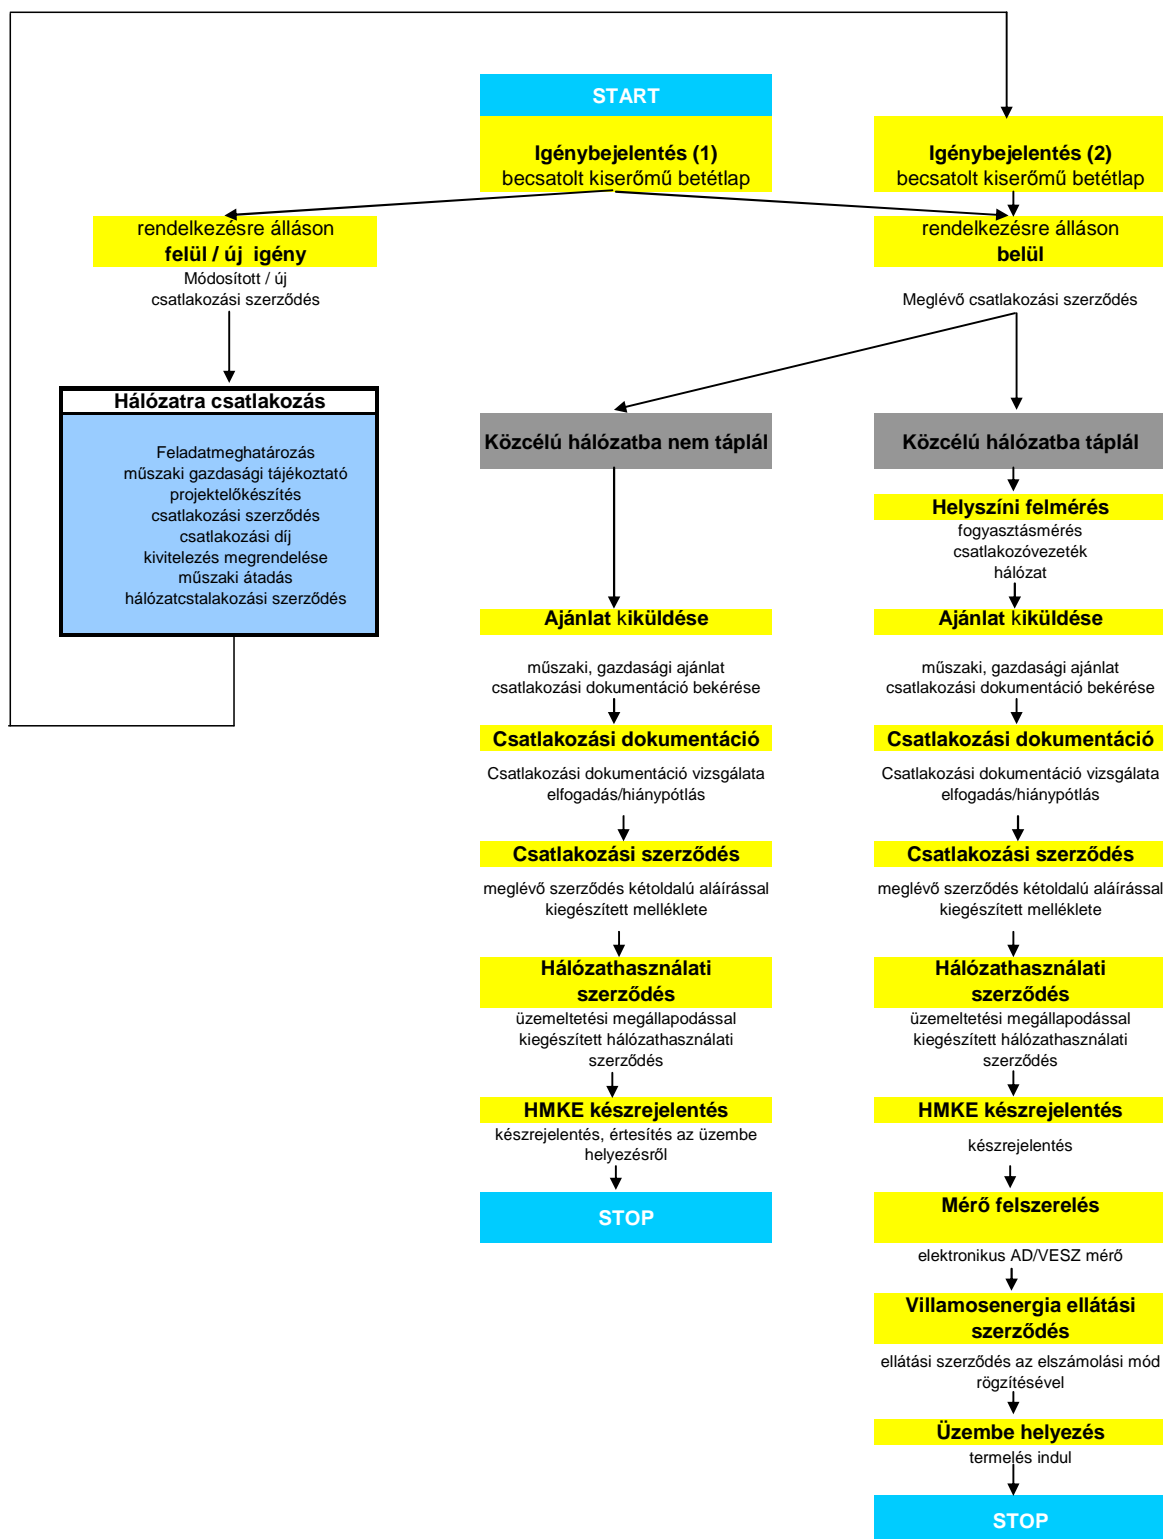 START
Igénybejelentés (1)
becsatolt kiserőmű betétlap
Igénybejelentés (2)
becsatolt kiserőmű betétlap
rendelkezésre álláson
felül / új  igény
Módosított / új
csatlakozási szerződés
rendelkezésre álláson
belül
Meglévő csatlakozási szerződés
Hálózatra csatlakozás
Feladatmeghatározás
műszaki gazdasági tájékoztató
projektelőkészítés
csatlakozási szerződés
csatlakozási díj
kivitelezés megrendelése
műszaki átadás
hálózatcstalakozási szerződés
Közcélú hálózatba nem táplál
Ajánlat kiküldése
műszaki, gazdasági ajánlat
csatlakozási dokumentáció bekérése
Csatlakozási dokumentáció
Csatlakozási dokumentáció vizsgálata
elfogadás/hiánypótlás
Csatlakozási szerződés
meglévő szerződés kétoldalú aláírással
kiegészített melléklete
Hálózathasználati
szerződés
üzemeltetési megállapodással
kiegészített hálózathasználati
szerződés
HMKE készrejelentés
készrejelentés, értesítés az üzembe
helyezésről
STOP
Közcélú hálózatba táplál
Helyszíni felmérés
fogyasztásmérés
csatlakozóvezeték
hálózat
Ajánlat kiküldése
műszaki, gazdasági ajánlat
csatlakozási dokumentáció bekérése
Csatlakozási dokumentáció
Csatlakozási dokumentáció vizsgálata
elfogadás/hiánypótlás
Csatlakozási szerződés
meglévő szerződés kétoldalú aláírással
kiegészített melléklete
Hálózathasználati
szerződés
üzemeltetési megállapodással
kiegészített hálózathasználati
szerződés
HMKE készrejelentés
készrejelentés
Mérő felszerelés
elektronikus AD/VESZ mérő
Villamosenergia ellátási
szerződés
ellátási szerződés az elszámolási mód
rögzítésével
Üzembe helyezés
termelés indul
STOP